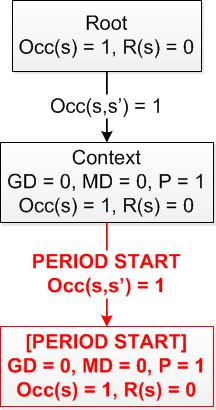 Root
Occ(s) = 1, R(s) = 0
Occ(s,s’) = 1
Context
GD = 0, MD = 0, P = 1
Occ(s) = 1, R(s) = 0
PERIOD START
Occ(s,s’) = 1
[PERIOD START]
GD = 0, MD = 0, P = 1
Occ(s) = 1, R(s) = 0